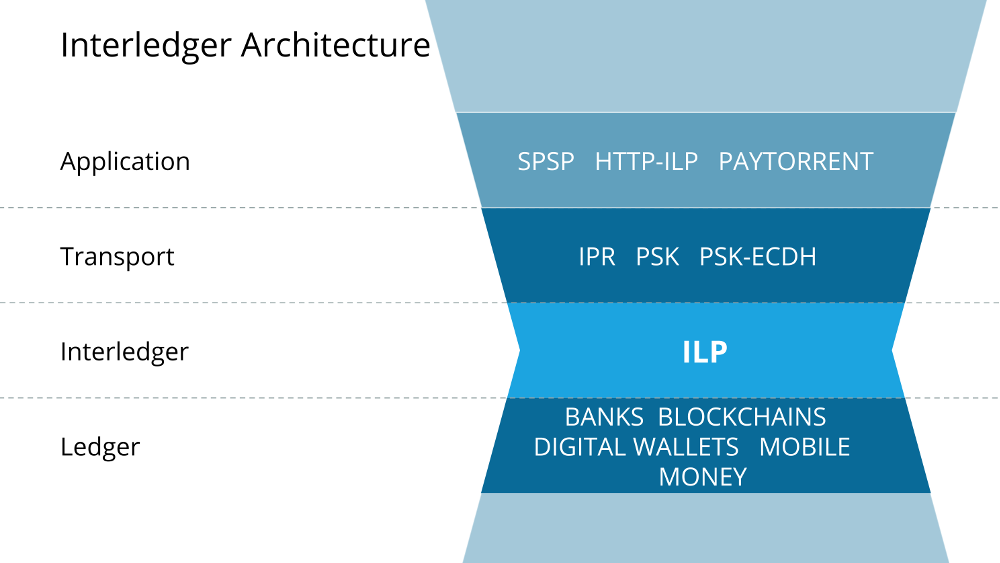 Interledger Architecture
Application
SPSP HTTP-ILP PAYTORRENT
Transport
IPR PSK PSK-ECDH
Interledger
ILP
Ledger
BANKS BLOCKCHAINS
DIGITAL WALLETS MOBILE
MONEY